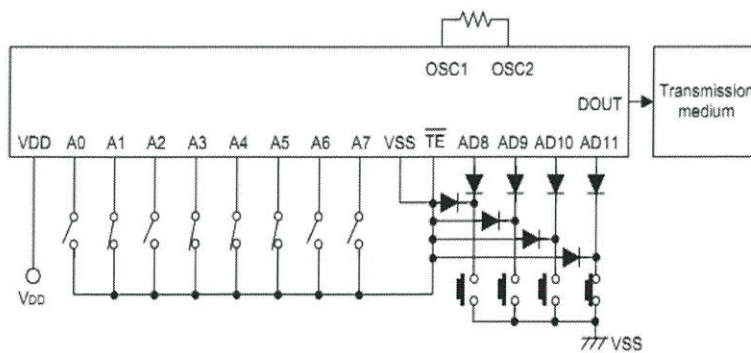 OSC1 OSC2
DOUT
Transmission
medium
VDD A0 A1 A2 A3 A4 A5 A6 A7 VSS TE AD8 AD9 AD10 AD11
VDD
VSS